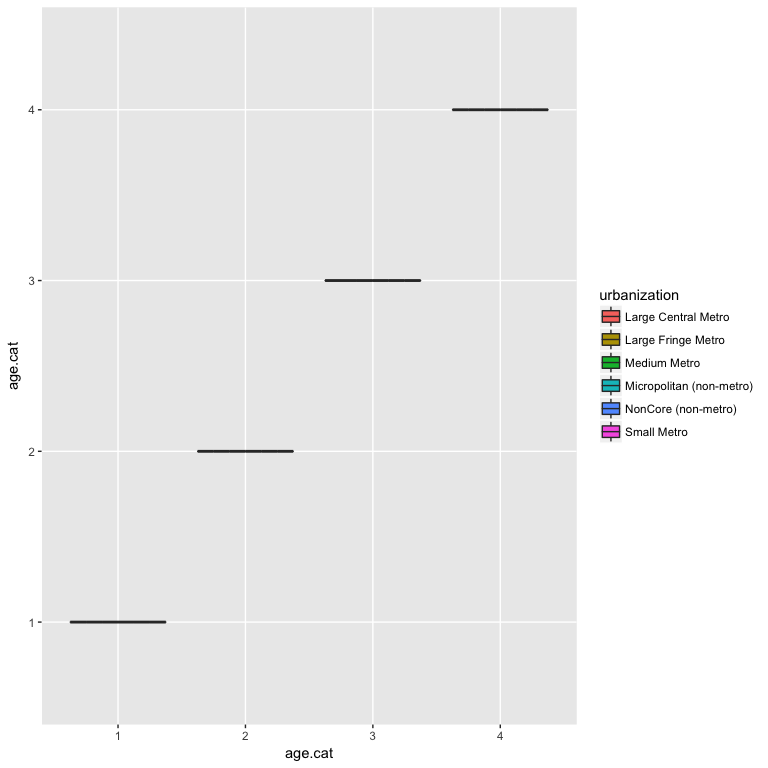 4
3
2
1
age.cat
1 2 3 4
age.cat
urbanization
Large Central Metro
Large Fringe Metro
Medium Metro
Micropolitan (non-metro)
NonCore (non-metro)
Small Metro